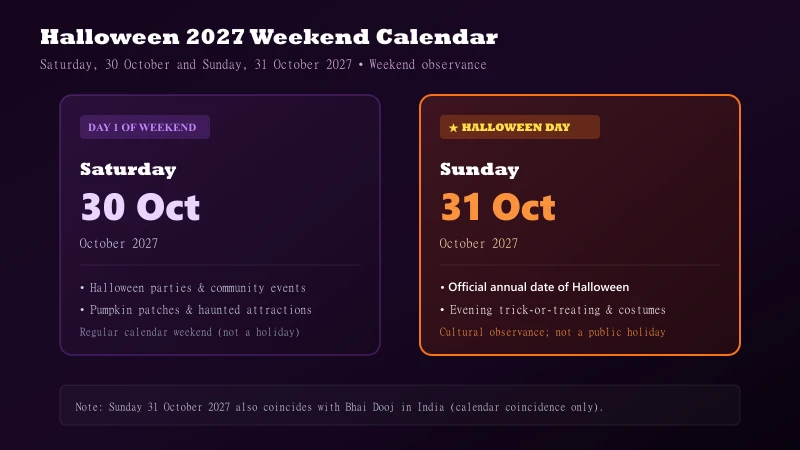 Halloween 2027 Weekend Calendar
Saturday, 30 October and Sunday, 31 October 2027 • Weekend observance
DAY 1 OF WEEKEND
Saturday
30 Oct
October 2027
• Halloween parties & community events
• Pumpkin patches & haunted attractions
Regular calendar weekend (not a holiday)
★ HALLOWEEN DAY
Sunday
31 Oct
October 2027
• Official annual date of Halloween
• Evening trick-or-treating & costumes
Cultural observance; not a public holiday
Note: Sunday 31 October 2027 also coincides with Bhai Dooj in India (calendar coincidence only).